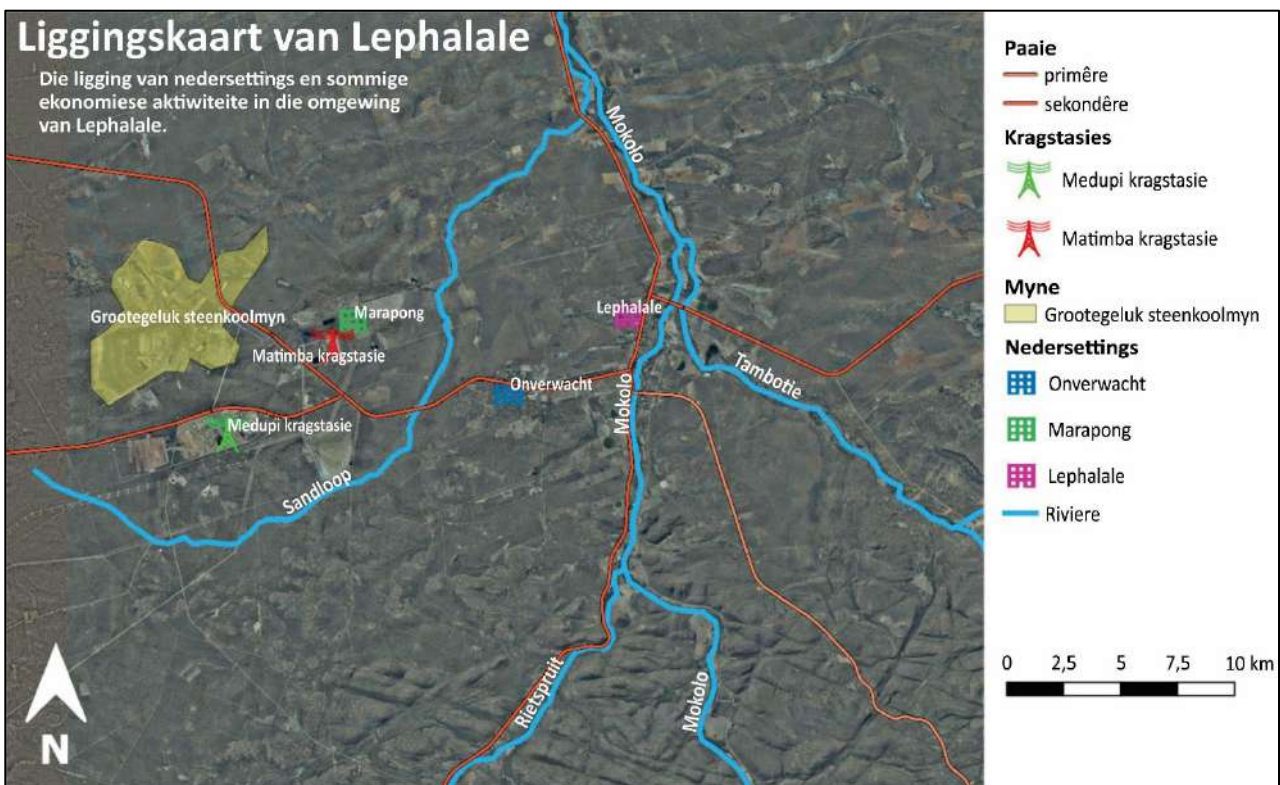 Liggingskaart van Lephalale
Die ligging van nedersettings en sommige
ekonomiese aktiwiteite in die omgewing
van Lephalale.
Mokolo
Grootegeluk steenkoolmyn
Marapong
Matimba kragstasie
Lephalale
Onverwacht
Tambotie
Mokolo
Medupi kragstasie
Sandloop
Rietspruit
Mokolo
N
Paaie
primêre
sekondêre
Kragstasies
Medupi kragstasie
Matimba kragstasie
Myne
Grootegeluk steenkoolmyn
Nedersettings
Onverwacht
Marapong
Lephalale
Riviere
0 2,5 5 7,5 10 km